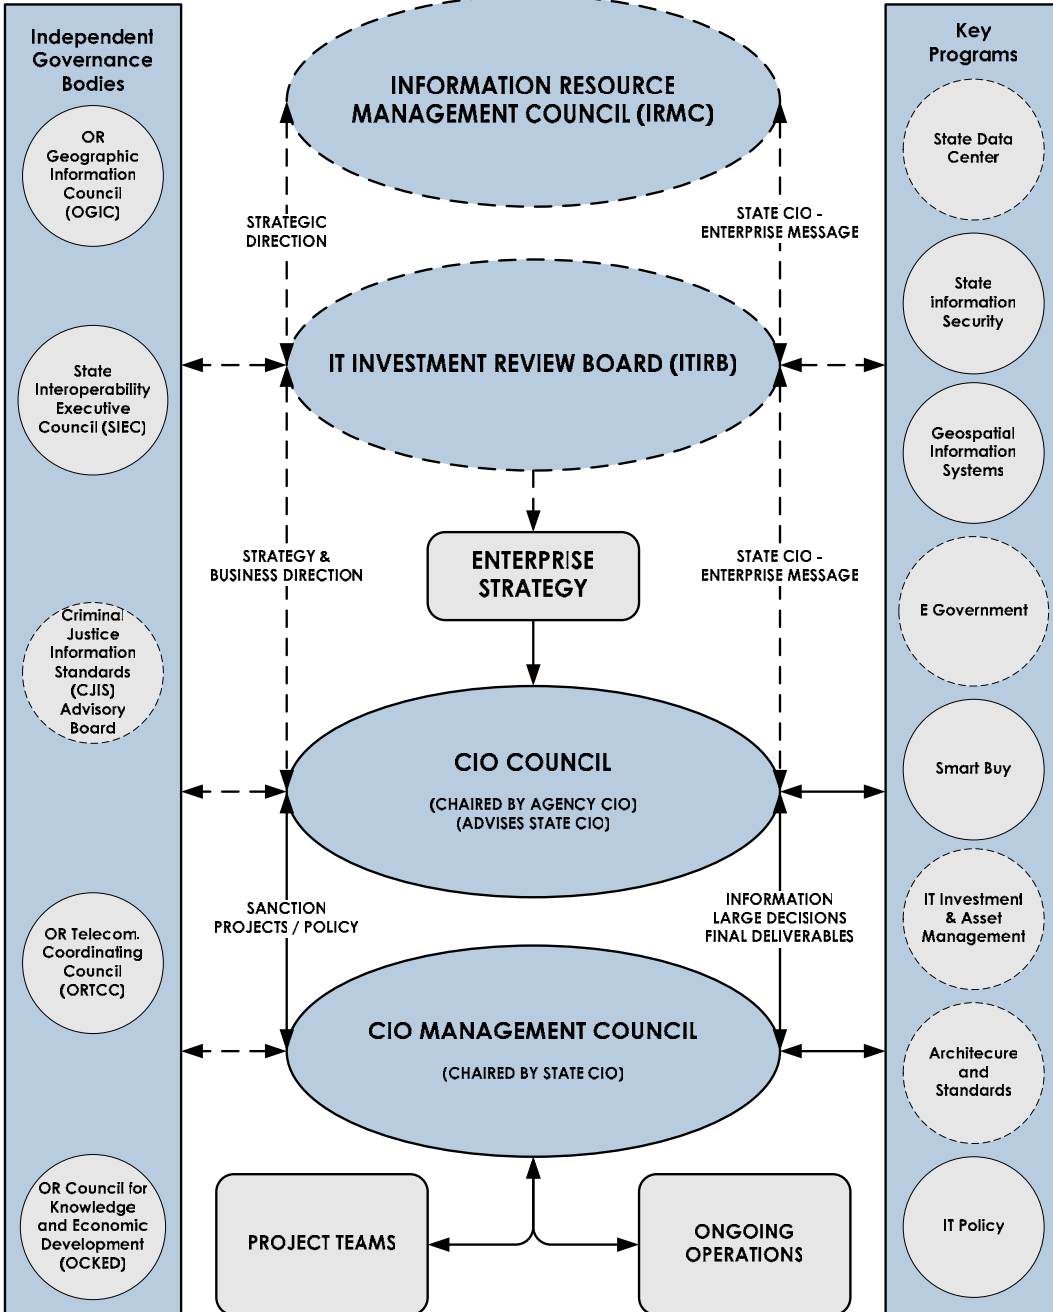 Independent
Governance
Bodies
OR
Geographic
Information
Council
(OGIC)
State
Interoperability
Executive
Council (SIEC)
Criminal
Justice
Information
Standards
(CJIS)
Advisory
Board
OR Telecom.
Coordinating
Council
(ORTCC)
OR Council for
Knowledge
and Economic
Development
(OCKED)
INFORMATION RESOURCE
MANAGEMENT COUNCIL (IRMC)
STRATEGIC
DIRECTION
STATE CIO -
ENTERPRISE MESSAGE
IT INVESTMENT REVIEW BOARD (ITIRB)
STRATEGY &
BUSINESS DIRECTION
ENTERPRISE
STRATEGY
STATE CIO -
ENTERPRISE MESSAGE
CIO COUNCIL
(CHAIRED BY AGENCY CIO)
(ADVISES STATE CIO)
SANCTION
PROJECTS / POLICY
INFORMATION
LARGE DECISIONS
FINAL DELIVERABLES
CIO MANAGEMENT COUNCIL
(CHAIRED BY STATE CIO)
PROJECT TEAMS
ONGOING
OPERATIONS
Key
Programs
State Data
Center
State
information
Security
Geospatial
Information
Systems
E Government
Smart Buy
IT Investment
& Asset
Management
Architecure
and
Standards
IT Policy